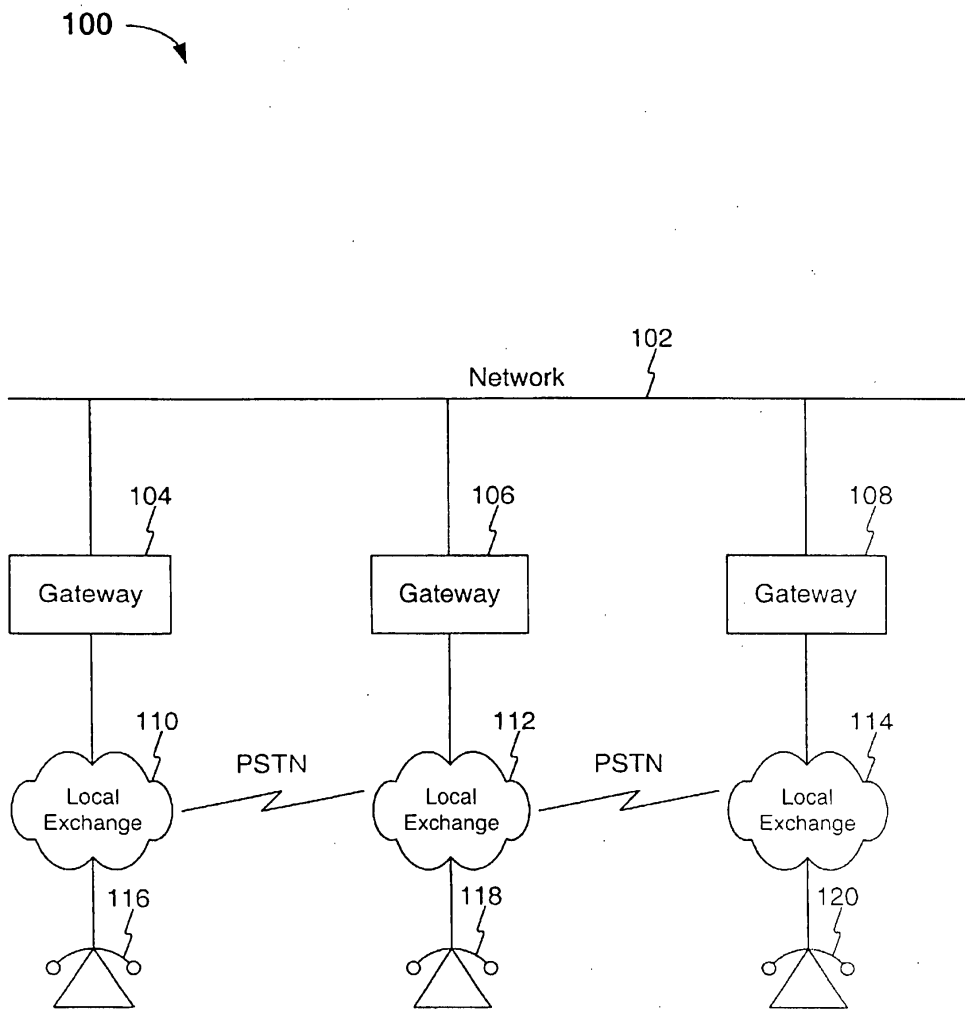 100
102
Network
104
106
108
Gateway
Gateway
Gateway
110
112
114
PSTN
PSTN
Local
Exchange
Local
Exchange
Local
Exchange
116
118
120